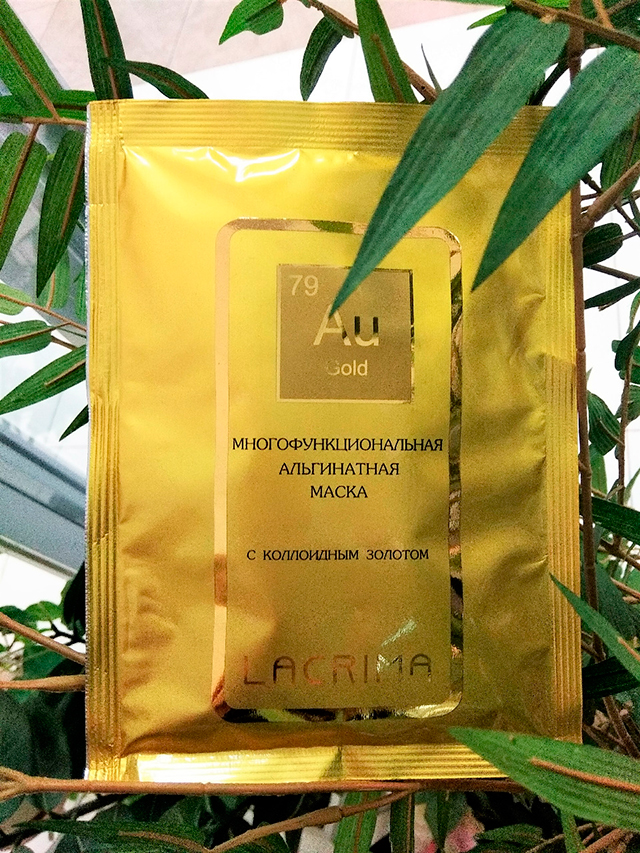 79
Au
Gold
МНОГОФУНКЦИОНАЛЬНАЯ
АЛЬГИНАТНАЯ
МАСКА
С КОЛЛОИДНЫМ ЗОЛОТОМ
LACRIMA